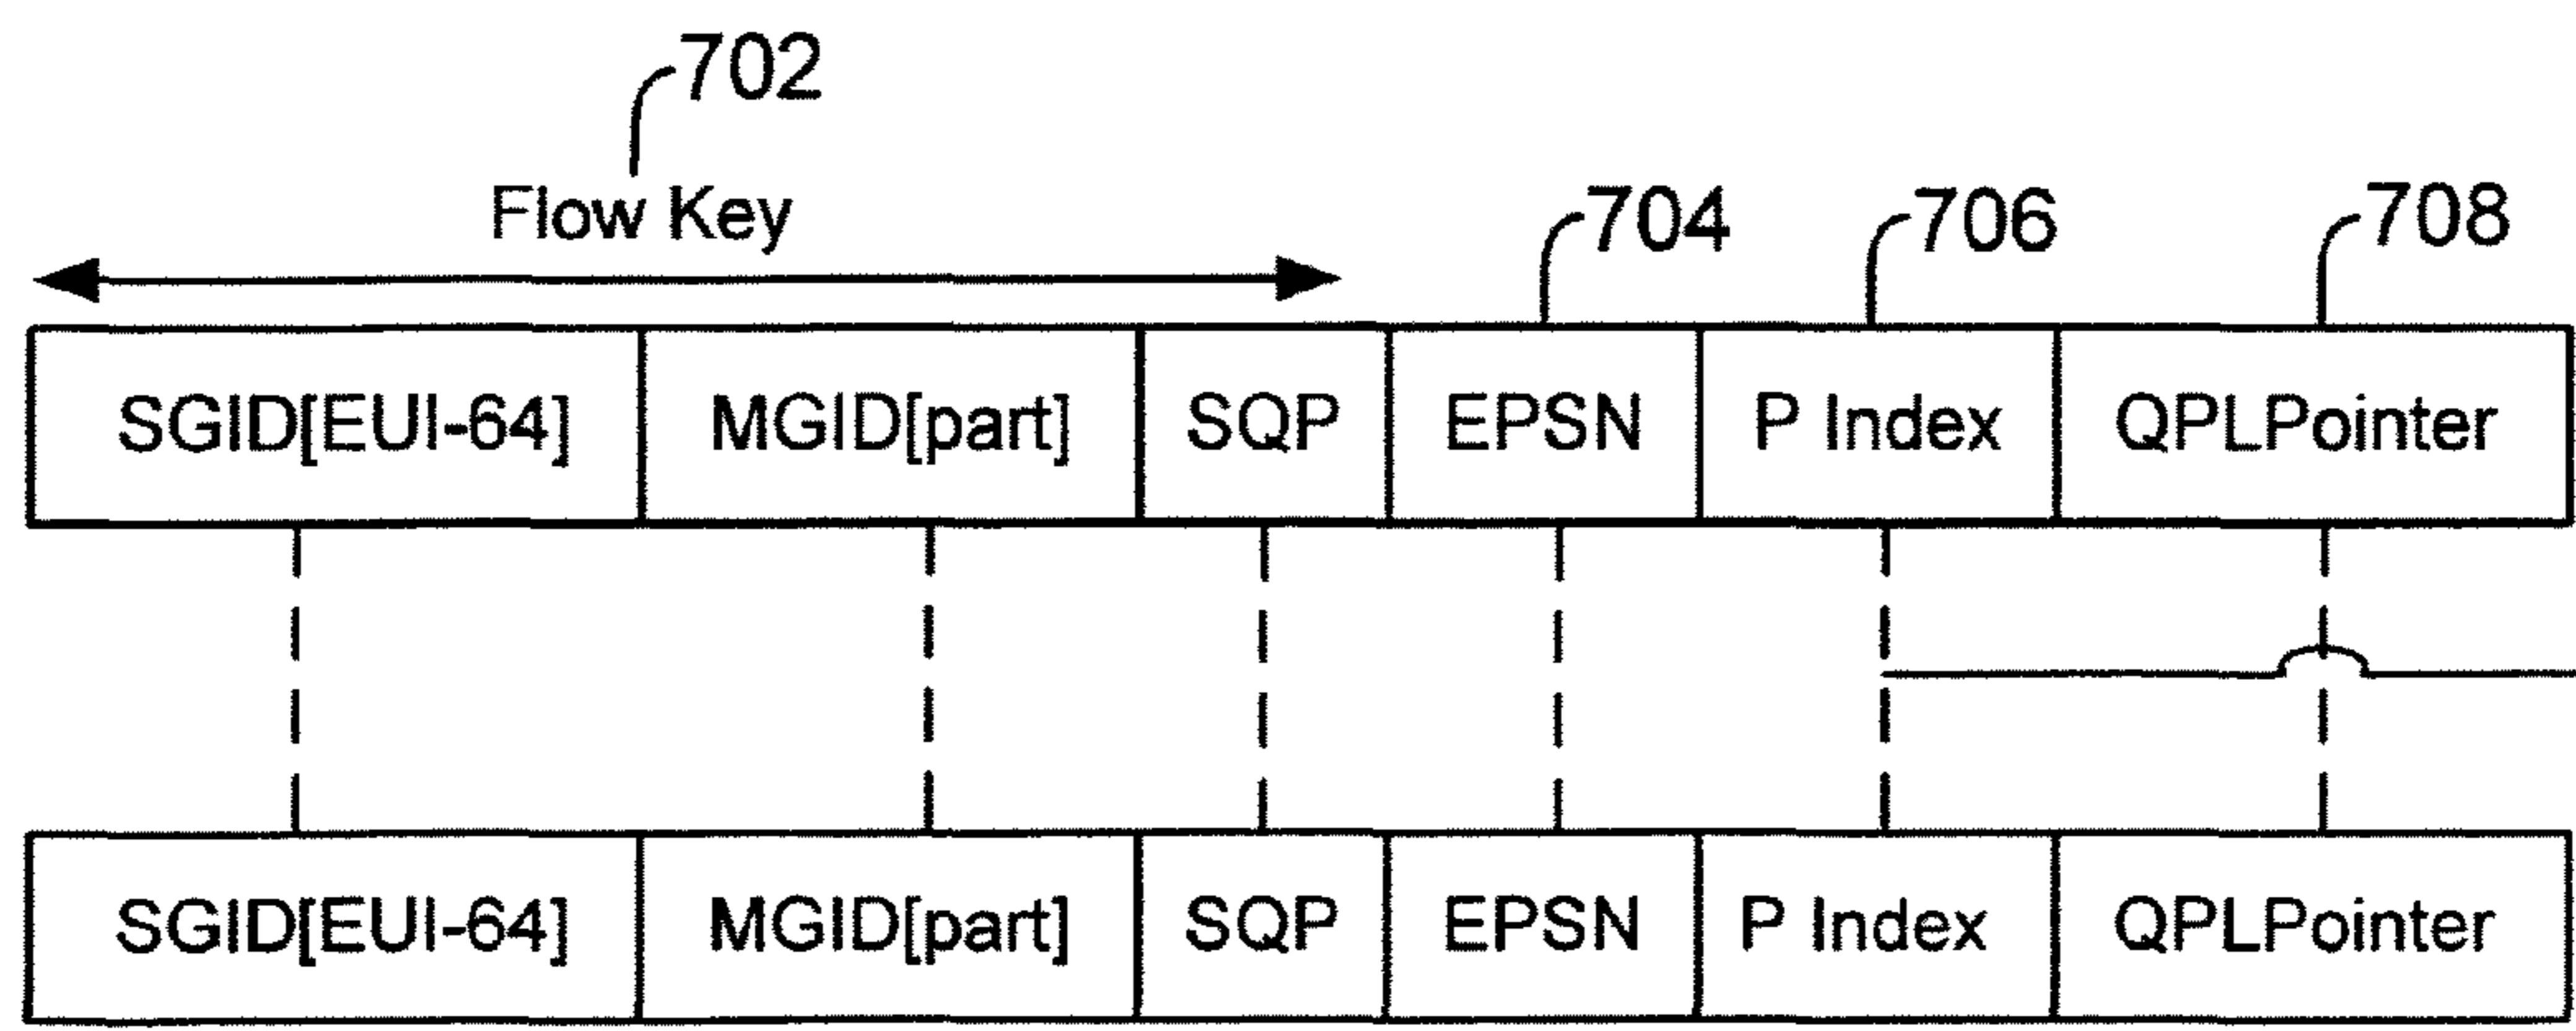 702
Flow Key
704 706 708
SGID[EUI-64] MGID[part] SQP EPSN P Index QPLPointer
SGID[EUI-64] MGID[part] SQP EPSN P Index QPLPointer